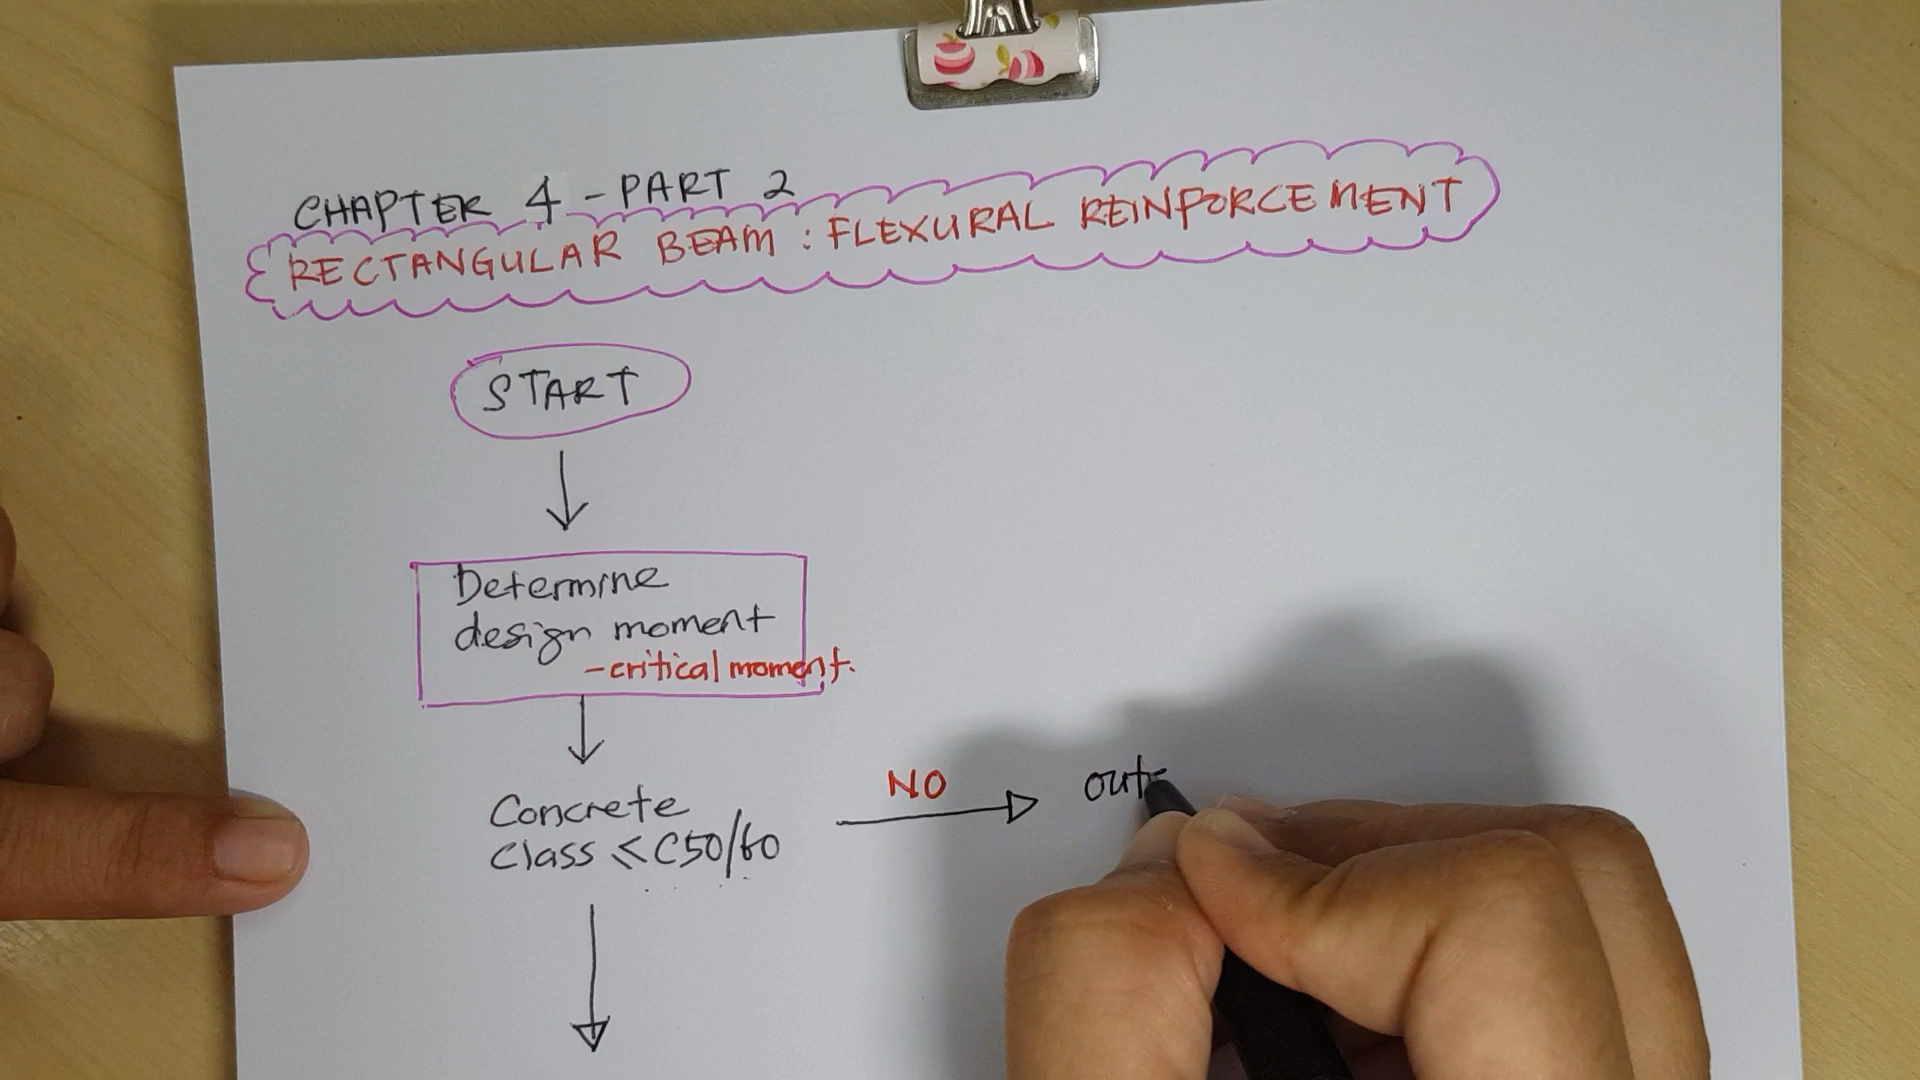 CHAPTER 4 - PART 2
RECTANGULAR BEAM : FLEXURAL REINFORCEMENT
START
Determine
design moment
- critical moment.
Concrete
class ≤ C50/60
NO
out